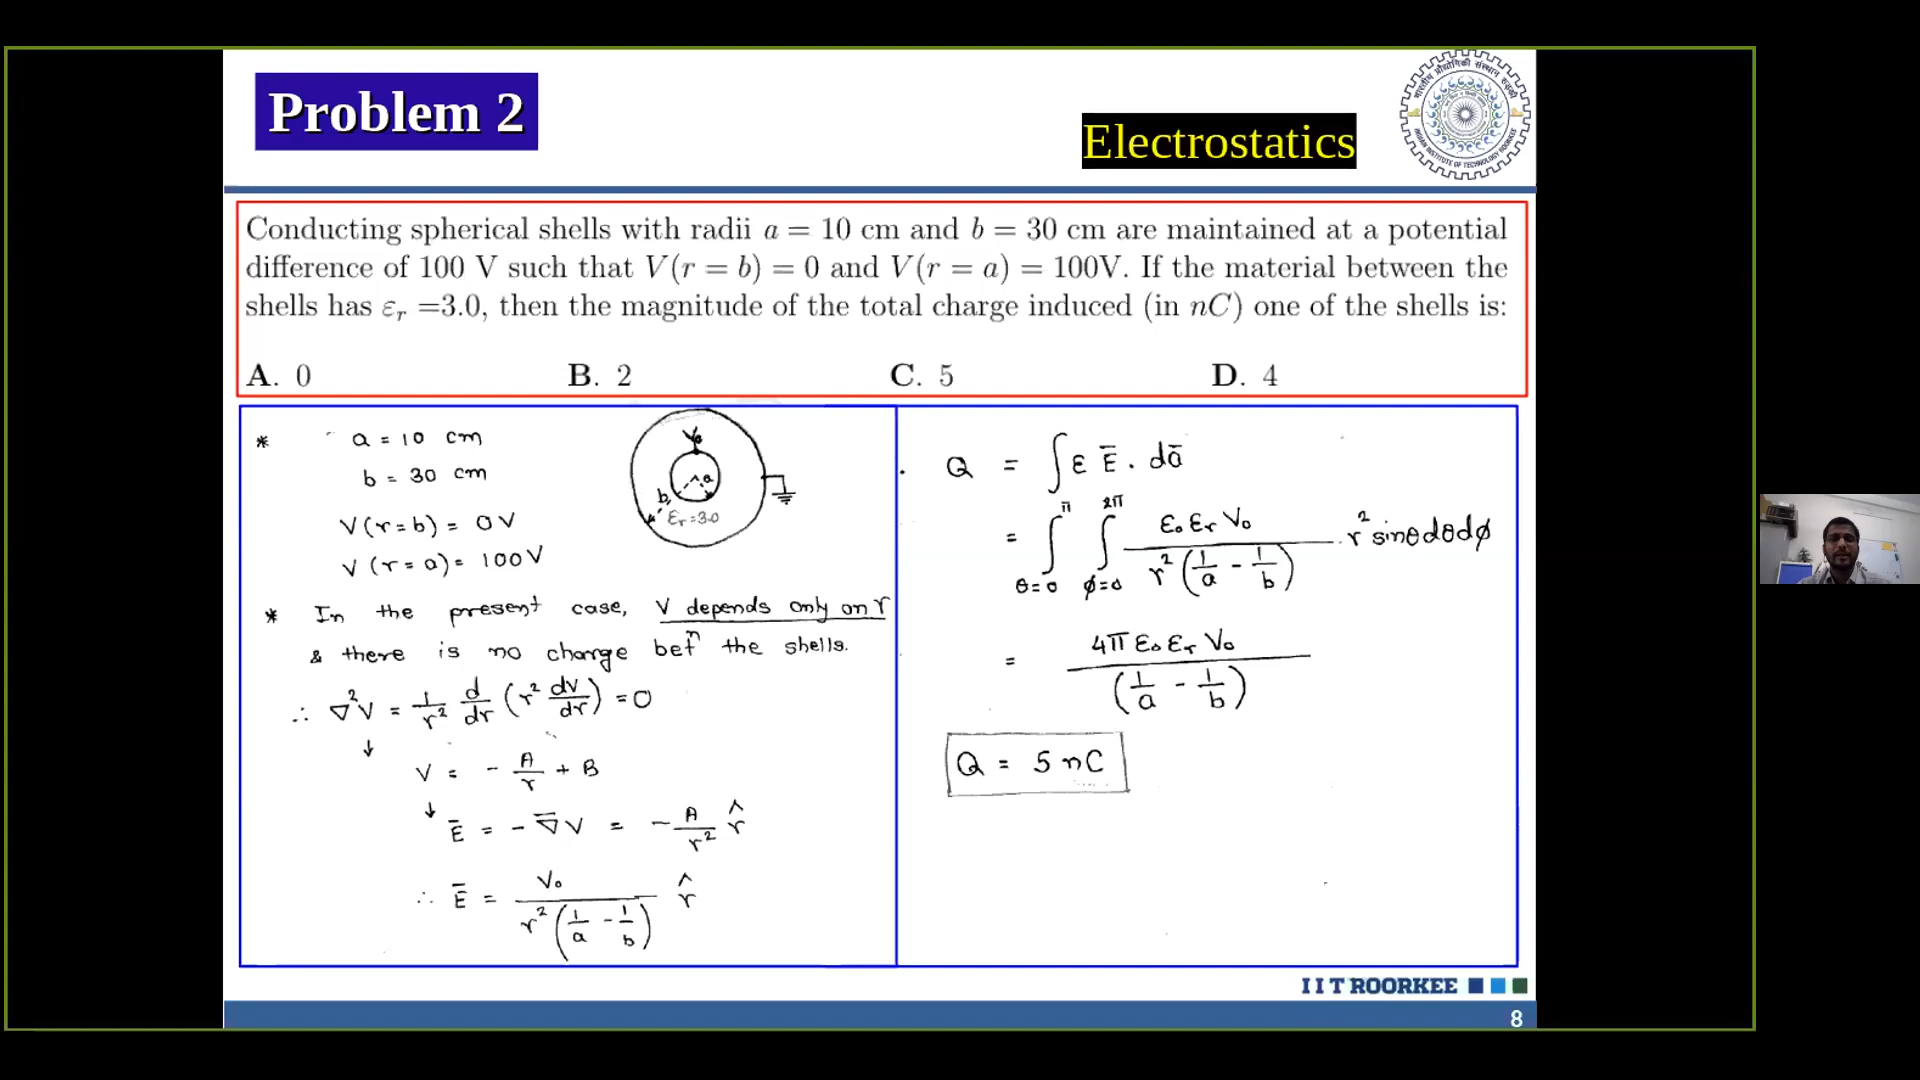 Problem 2
Electrostatics
भारतीय प्रौद्योगिकी संस्थान रुड़की
INDIAN INSTITUTE OF TECHNOLOGY ROORKEE
Conducting spherical shells with radii a = 10 cm and b = 30 cm are maintained at a potential
difference of 100 V such that V(r = b) = 0 and V(r = a) = 100V. If the material between the
shells has εr =3.0, then the magnitude of the total charge induced (in nC) one of the shells is:
A. 0 B. 2 C. 5 D. 4
* a = 10 cm
b = 30 cm
V(r=b) = 0V
V(r=a) = 100V
V₀
a
b
εr=3.0
* In the present case, V depends only on r
& there is no charge betⁿ the shells.
∴ ∇²V = 1/r² d/dr (r² dV/dr) = 0
↓
V = - A/r + B
↓
Ē = - ∇̄V = - A/r² r̂
∴ Ē = V₀ / r² (1/a - 1/b) r̂
Q = ∫ ε Ē . dā
= ∫θ=0^π ∫φ=0^2π ε₀ εr V₀ / r² (1/a - 1/b) . r² sinθ dθ dφ
= 4π ε₀ εr V₀ / (1/a - 1/b)
Q = 5 nC
I I T ROORKEE
8